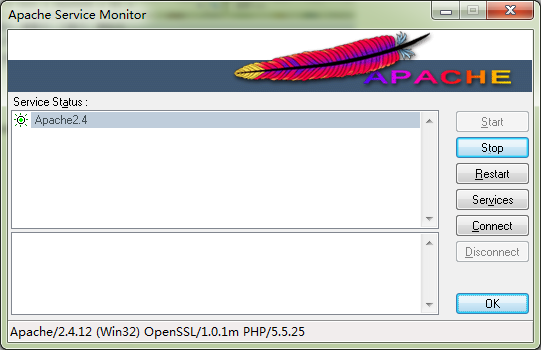 Apache Service Monitor
APACHE
Service Status :
Apache2.4
Start
Stop
Restart
Services
Connect
Disconnect
OK
Apache/2.4.12 (Win32) OpenSSL/1.0.1m PHP/5.5.25